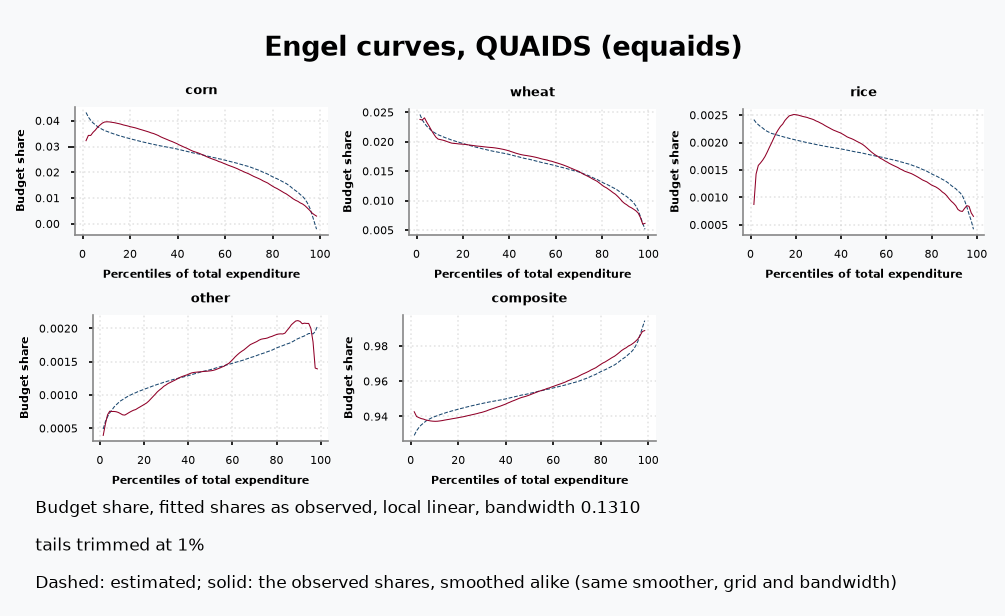 Engel curves, QUAIDS (equaids)
corn
wheat
rice
Budget share
0.04
0.03
0.02
0.01
0.00
0 20 40 60 80 100
Percentiles of total expenditure
Budget share
0.025
0.020
0.015
0.010
0.005
0 20 40 60 80 100
Percentiles of total expenditure
Budget share
0.0025
0.0020
0.0015
0.0010
0.0005
0 20 40 60 80 100
Percentiles of total expenditure
other
composite
Budget share
0.0020
0.0015
0.0010
0.0005
0 20 40 60 80 100
Percentiles of total expenditure
Budget share
0.98
0.96
0.94
0 20 40 60 80 100
Percentiles of total expenditure
Budget share, fitted shares as observed, local linear, bandwidth 0.1310
tails trimmed at 1%
Dashed: estimated; solid: the observed shares, smoothed alike (same smoother, grid and bandwidth)